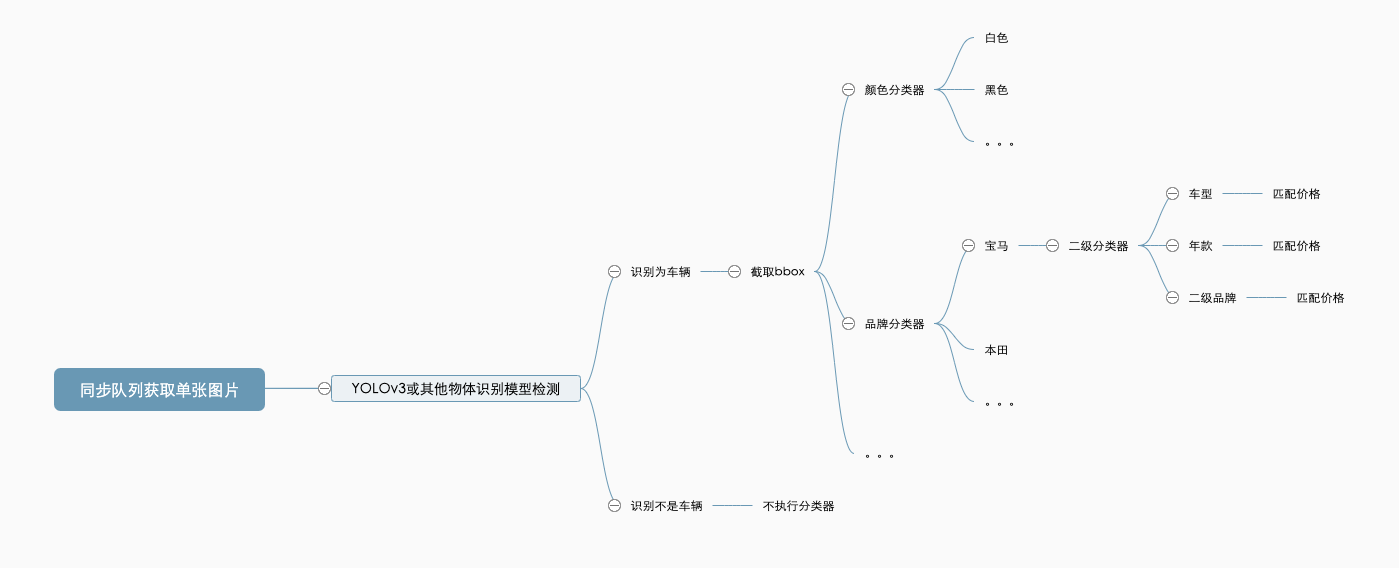 白色
颜色分类器
黑色
。。。
车型
匹配价格
宝马
二级分类器
年款
匹配价格
识别为车辆
截取bbox
二级品牌
匹配价格
品牌分类器
本田
同步队列获取单张图片
YOLOv3或其他物体识别模型检测
。。。
。。。
识别不是车辆
不执行分类器